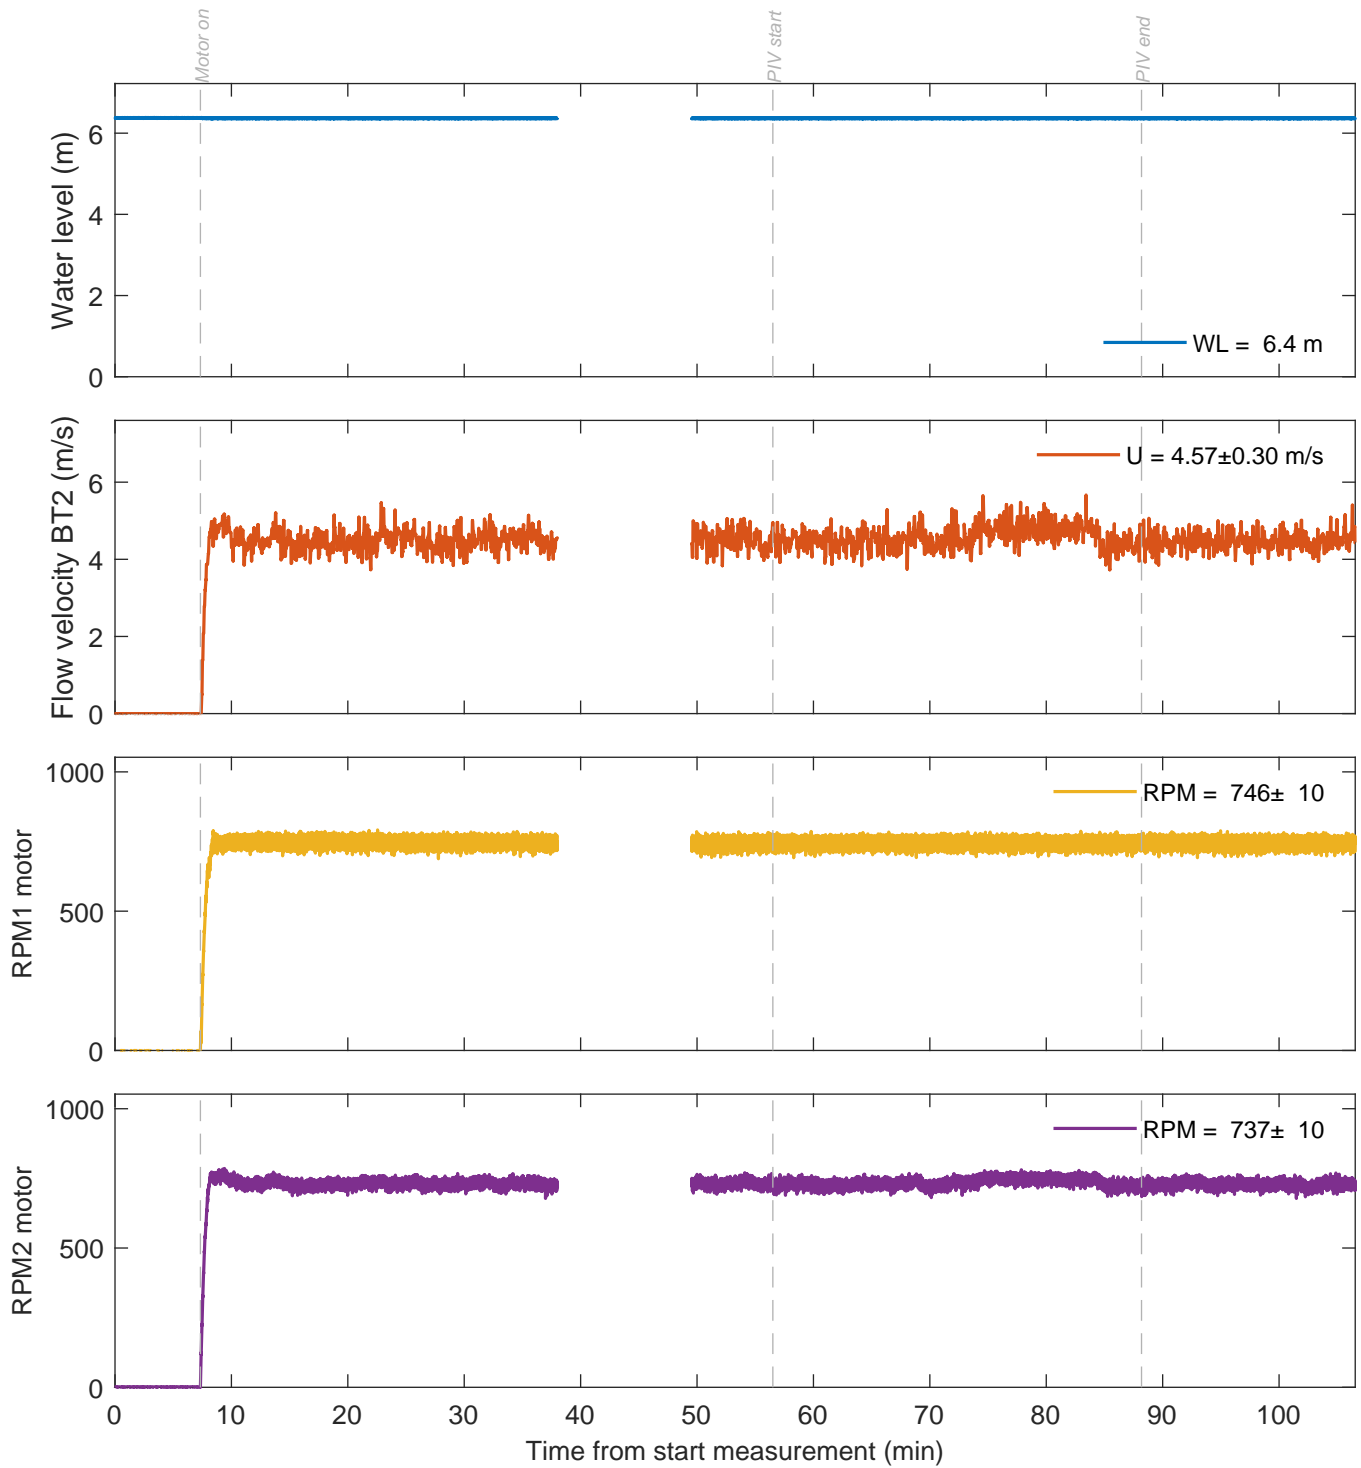 Motor on
PIV start
PIV end
Water level (m)
6
4
2
0
WL = 6.4 m
Flow velocity BT2 (m/s)
6
4
2
0
U = 4.57±0.30 m/s
RPM1 motor
1000
500
0
RPM = 746± 10
RPM2 motor
1000
500
0
RPM = 737± 10
0 10 20 30 40 50 60 70 80 90 100
Time from start measurement (min)